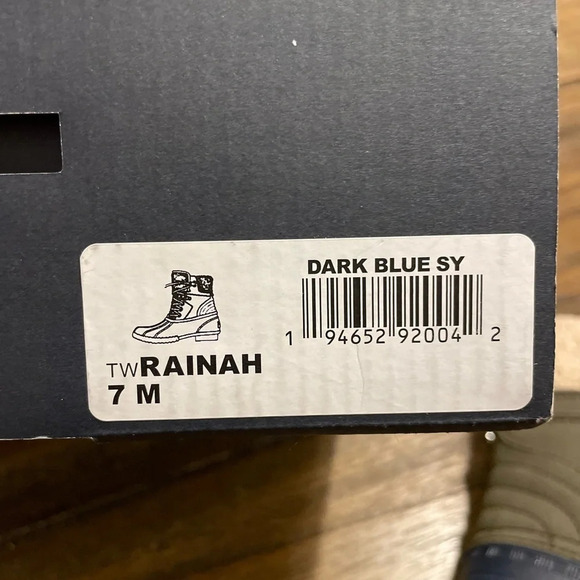 DARK BLUE SY
1 94652 92004 2
TWRAINAH
7 M